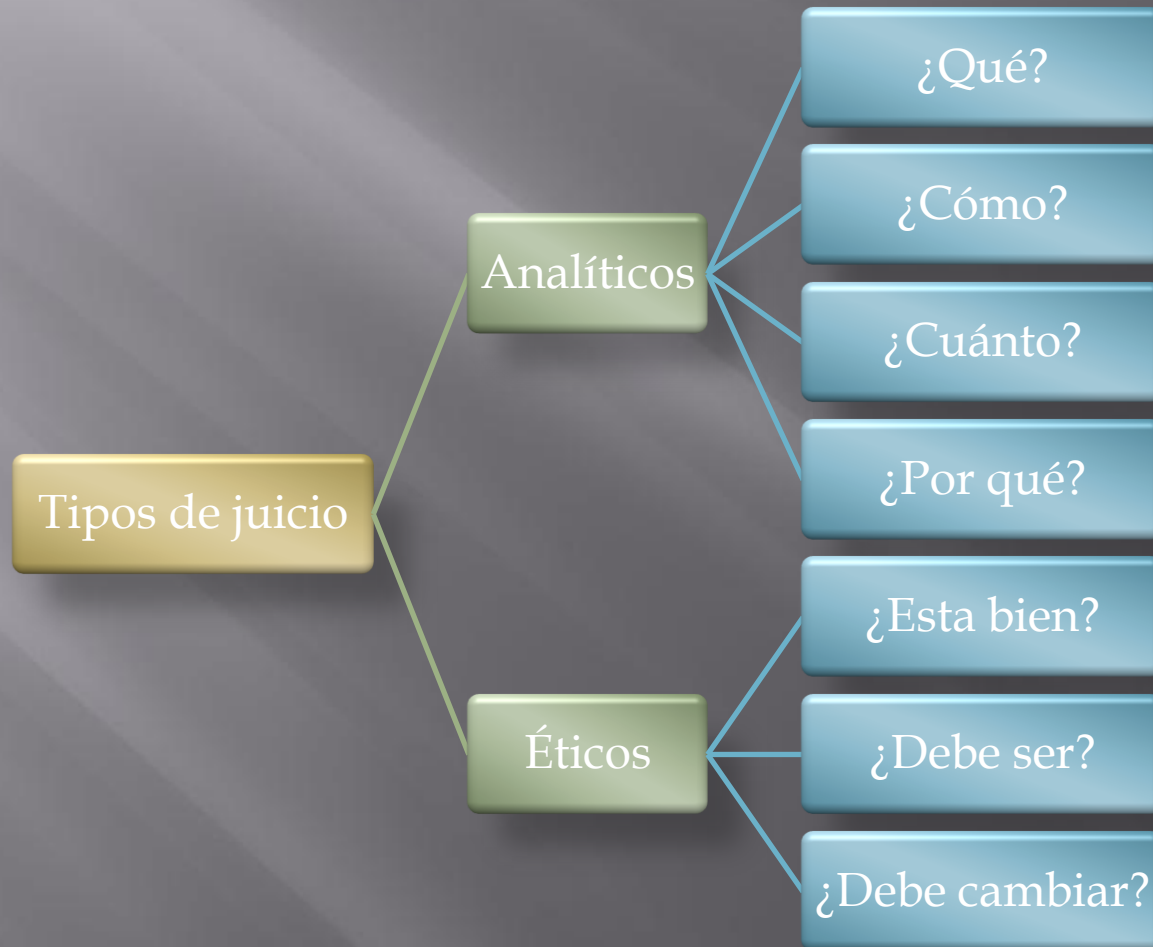 Tipos de juicio
Analíticos
¿Qué?
¿Cómo?
¿Cuánto?
¿Por qué?
Éticos
¿Esta bien?
¿Debe ser?
¿Debe cambiar?